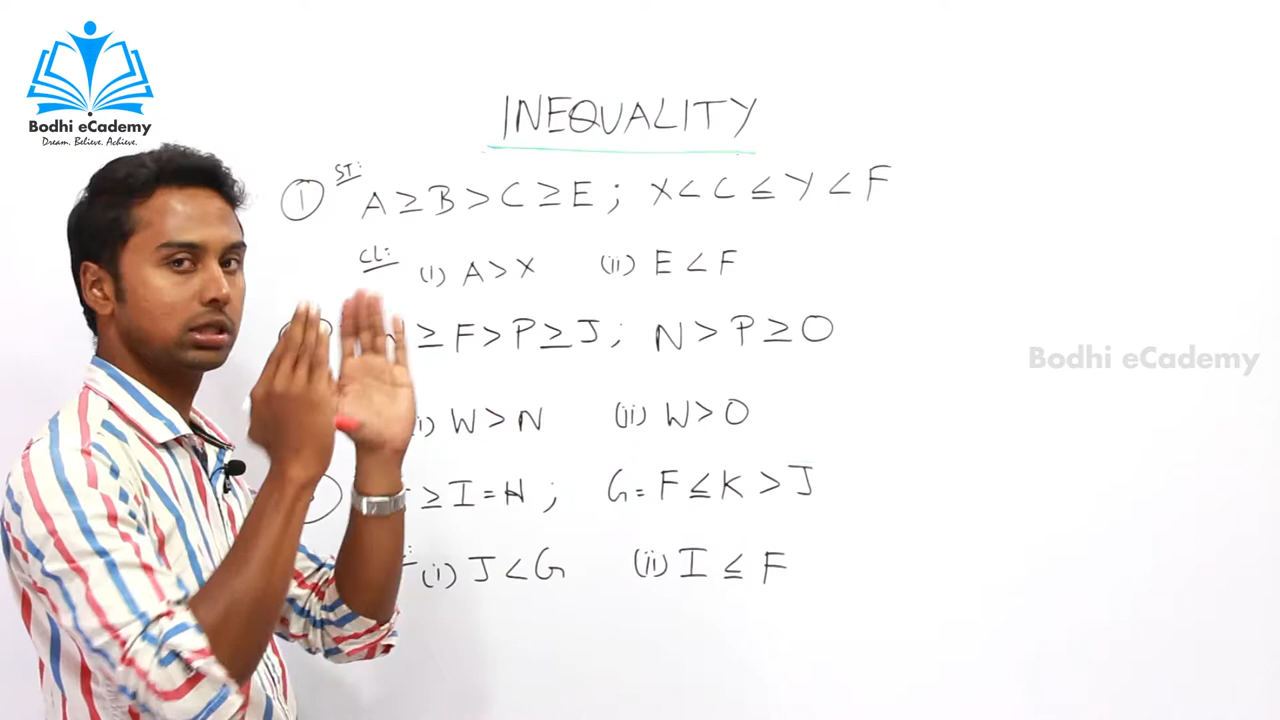 Bodhi eCademy
Dream. Believe. Achieve.
INEQUALITY
ST:
① A ≥ B > C ≥ E ; X < C ≤ Y < F
CL: (i) A > X (ii) E < F
≥ F > P ≥ J ; N > P ≥ O
Bodhi eCademy
(i) W > N (ii) W > O
≥ I = H ; G = F ≤ K > J
(i) J < G (ii) I ≤ F